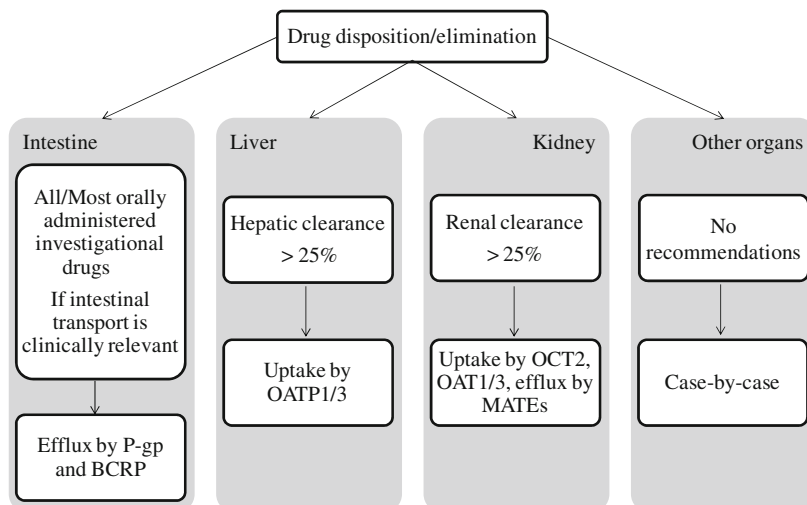 Drug disposition/elimination
Intestine
All/Most orally
administered
investigational
drugs
If intestinal
transport is
clinically relevant
Efflux by P-gp
and BCRP
Liver
Hepatic clearance
> 25%
Uptake by
OATP1/3
Kidney
Renal clearance
> 25%
Uptake by OCT2,
OAT1/3, efflux by
MATEs
Other organs
No
recommendations
Case-by-case